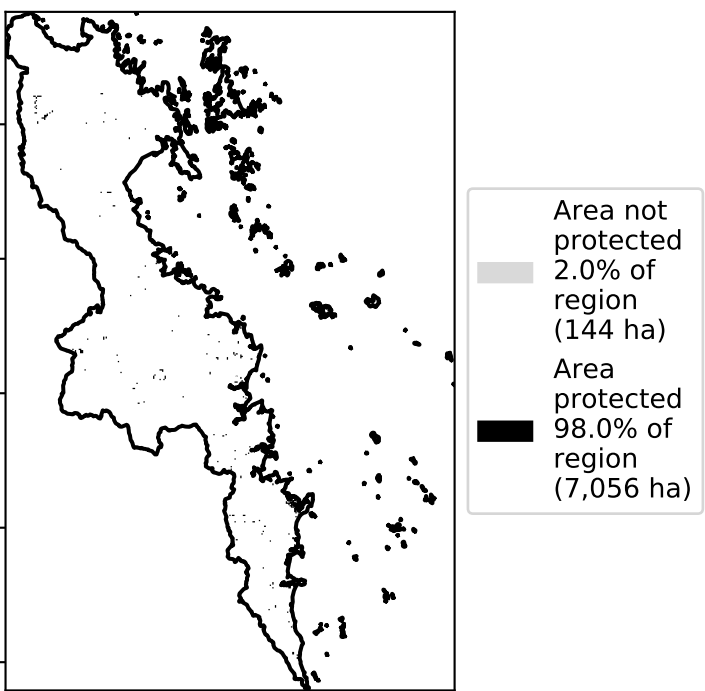 Area not
protected
2.0% of
region
(144 ha)
Area
protected
98.0% of
region
(7,056 ha)